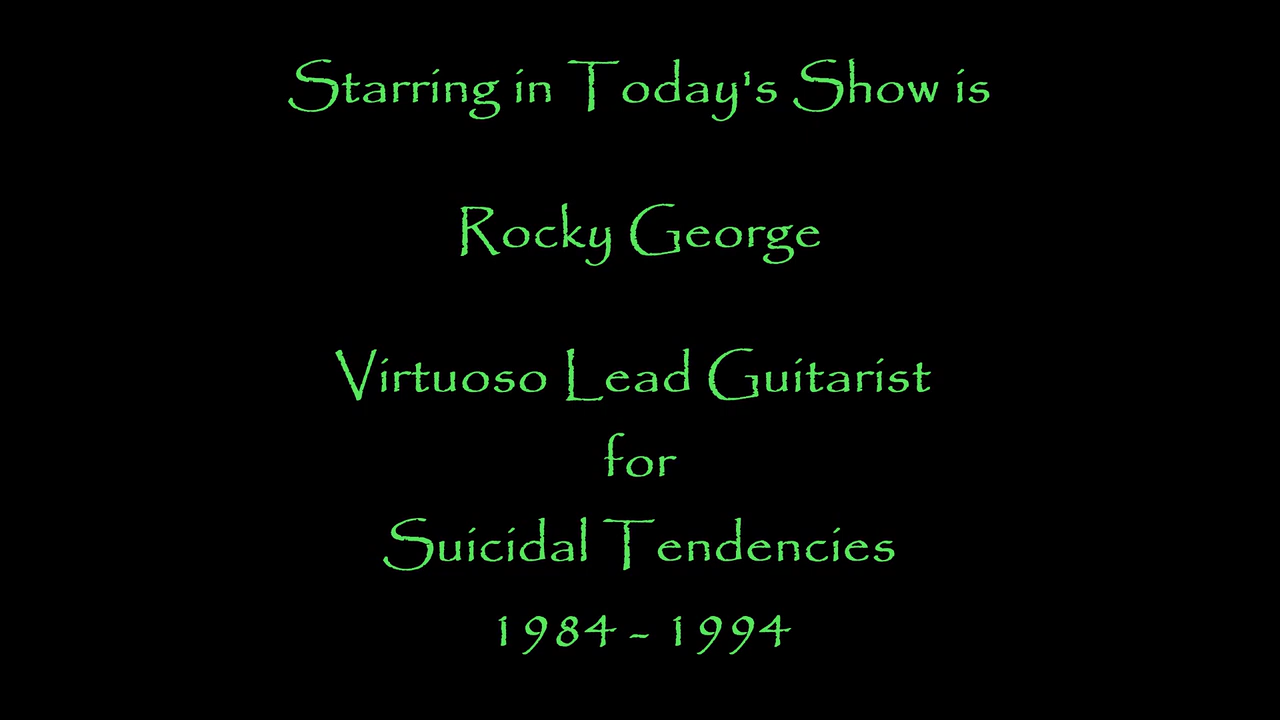 Starring in Today's Show is
Rocky George
Virtuoso Lead Guitarist
for
Suicidal Tendencies
1984 - 1994